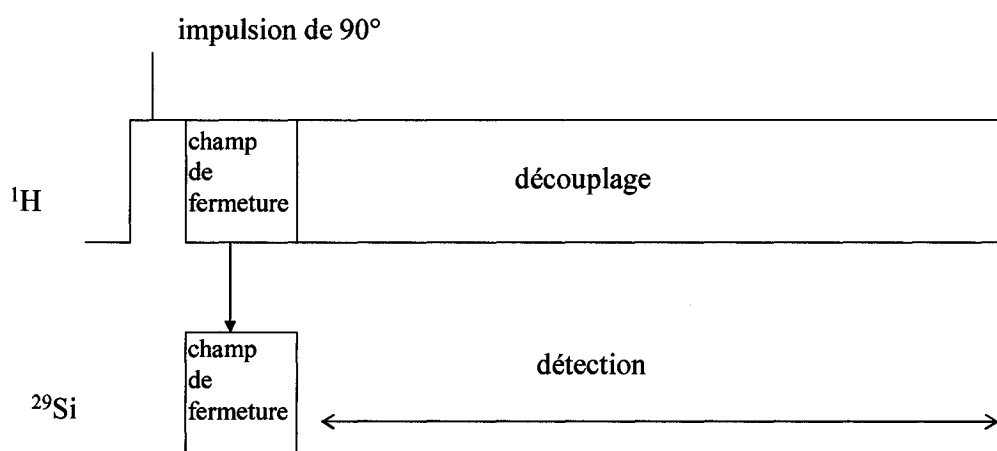 impulsion de 90°
champ
de
fermeture
découplage
¹H
champ
de
fermeture
détection
²⁹Si